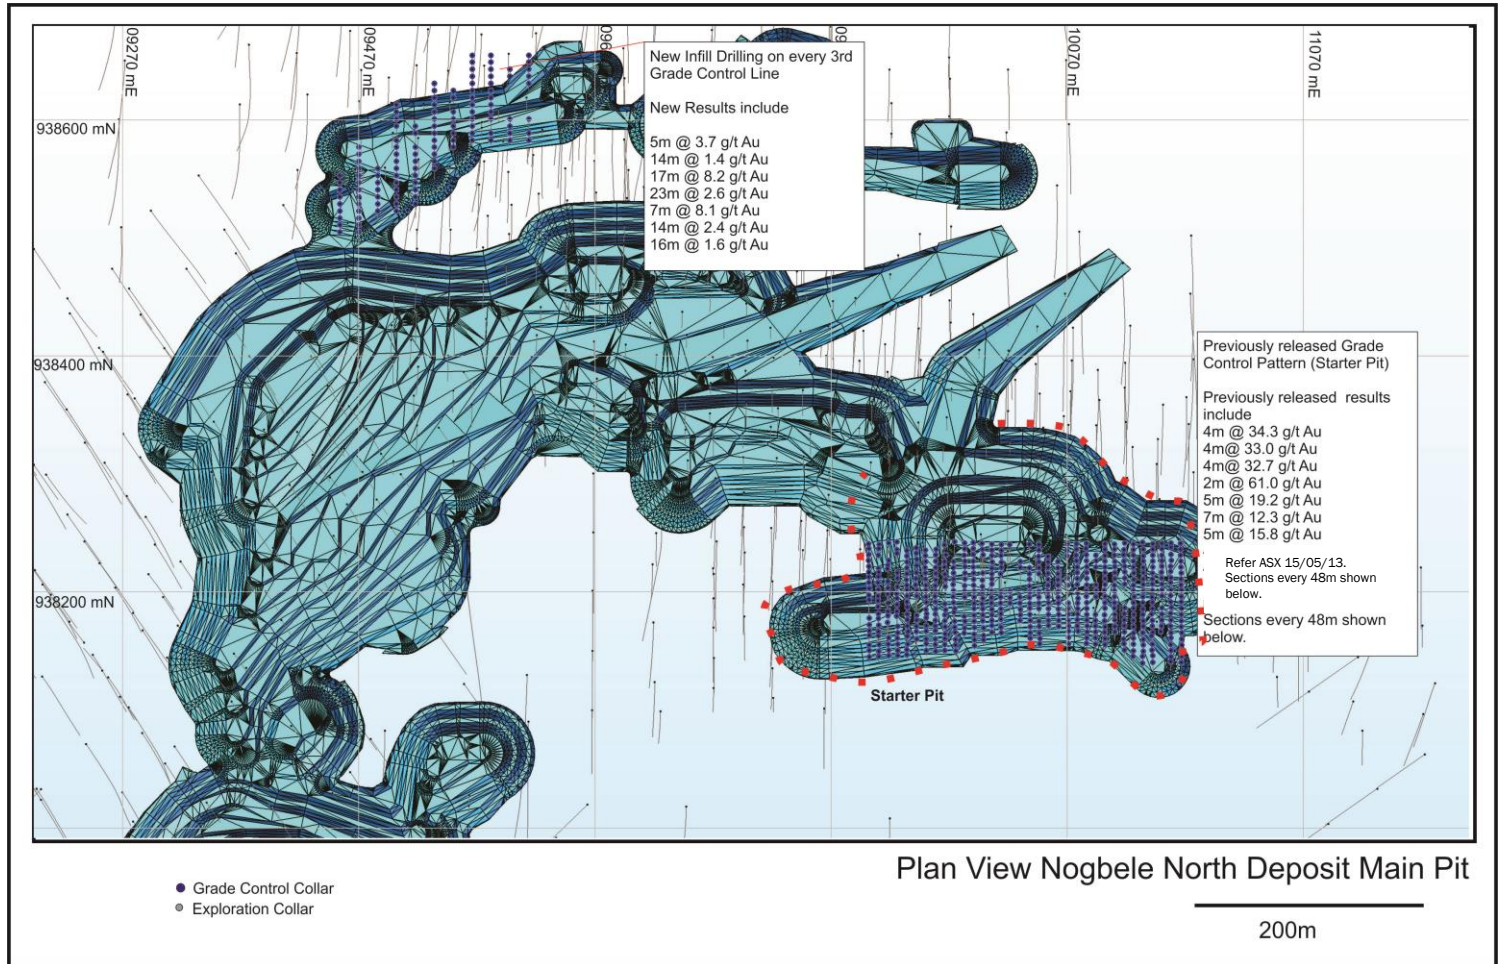 09270 mE
09470 mE
10070 mE
11070 mE
938600 mN
938400 mN
938200 mN
New Infill Drilling on every 3rd
Grade Control Line
New Results include
5m @ 3.7 g/t Au
14m @ 1.4 g/t Au
17m @ 8.2 g/t Au
23m @ 2.6 g/t Au
7m @ 8.1 g/t Au
14m @ 2.4 g/t Au
16m @ 1.6 g/t Au
Previously released Grade
Control Pattern (Starter Pit)
Previously released results
include
4m @ 34.3 g/t Au
4m@ 33.0 g/t Au
4m@ 32.7 g/t Au
2m @ 61.0 g/t Au
5m @ 19.2 g/t Au
7m @ 12.3 g/t Au
5m @ 15.8 g/t Au
Refer ASX 15/05/13.
Sections every 48m shown
below.
Sections every 48m shown
below.
Starter Pit
Plan View Nogbele North Deposit Main Pit
Grade Control Collar
Exploration Collar
200m